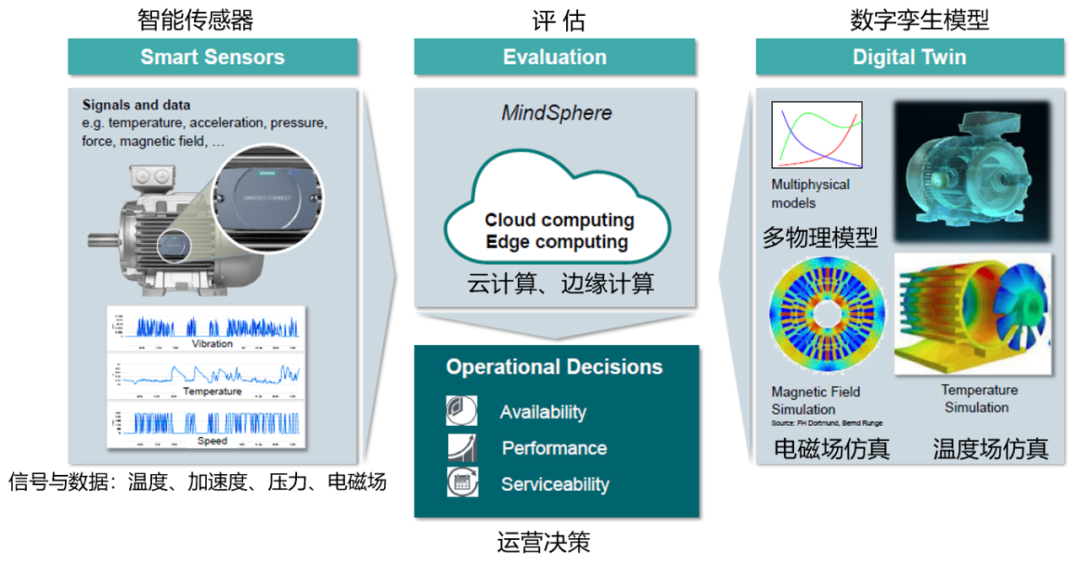 智能传感器
Smart Sensors
Signals and data
e.g. temperature, acceleration, pressure,
force, magnetic field, ...
SIEMENS
SIMOTICS CONNECT
Vibration
Temperature
Speed
信号与数据：温度、加速度、压力、电磁场
评 估
Evaluation
MindSphere
Cloud computing
Edge computing
云计算、边缘计算
Operational Decisions
Availability
Performance
Serviceability
运营决策
数字孪生模型
Digital Twin
Multiphysical
models
多物理模型
Magnetic Field
Simulation
Source: FH Dortmund, Bernd Runge
电磁场仿真
Temperature
Simulation
温度场仿真